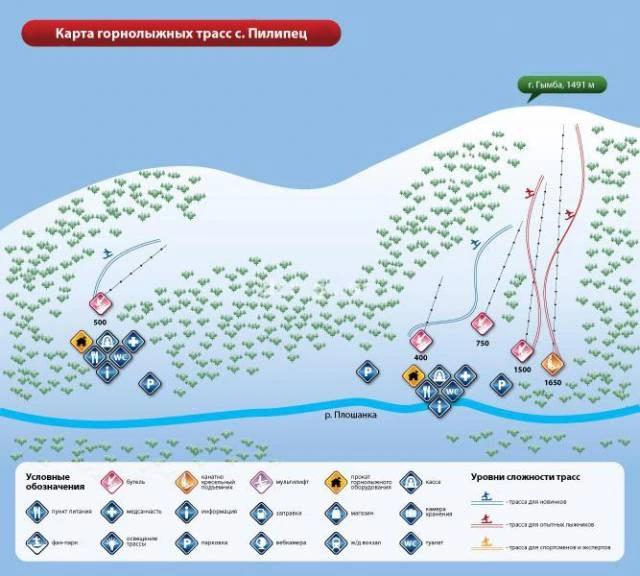 Карта горнолыжных трасс с. Пилипец
г. Гымба, 1491 м
500
400
750
1500
1650
WC
P
i
P
P
WC
i
р. Плошанка
Условные
обозначения
бугель
канатно
кресельный
подъемник
мультилифт
прокат
горнолыжного
оборудования
касса
пункт питания
медсанчасть
информация
заправка
магазин
камера
хранения
фан-парк
освещение
трассы
парковка
вебкамера
ж/д вокзал
туалет
Уровни сложности трасс
- трасса для новичков
- трасса для опытных лыжников
- трасса для спортсменов и экспертов